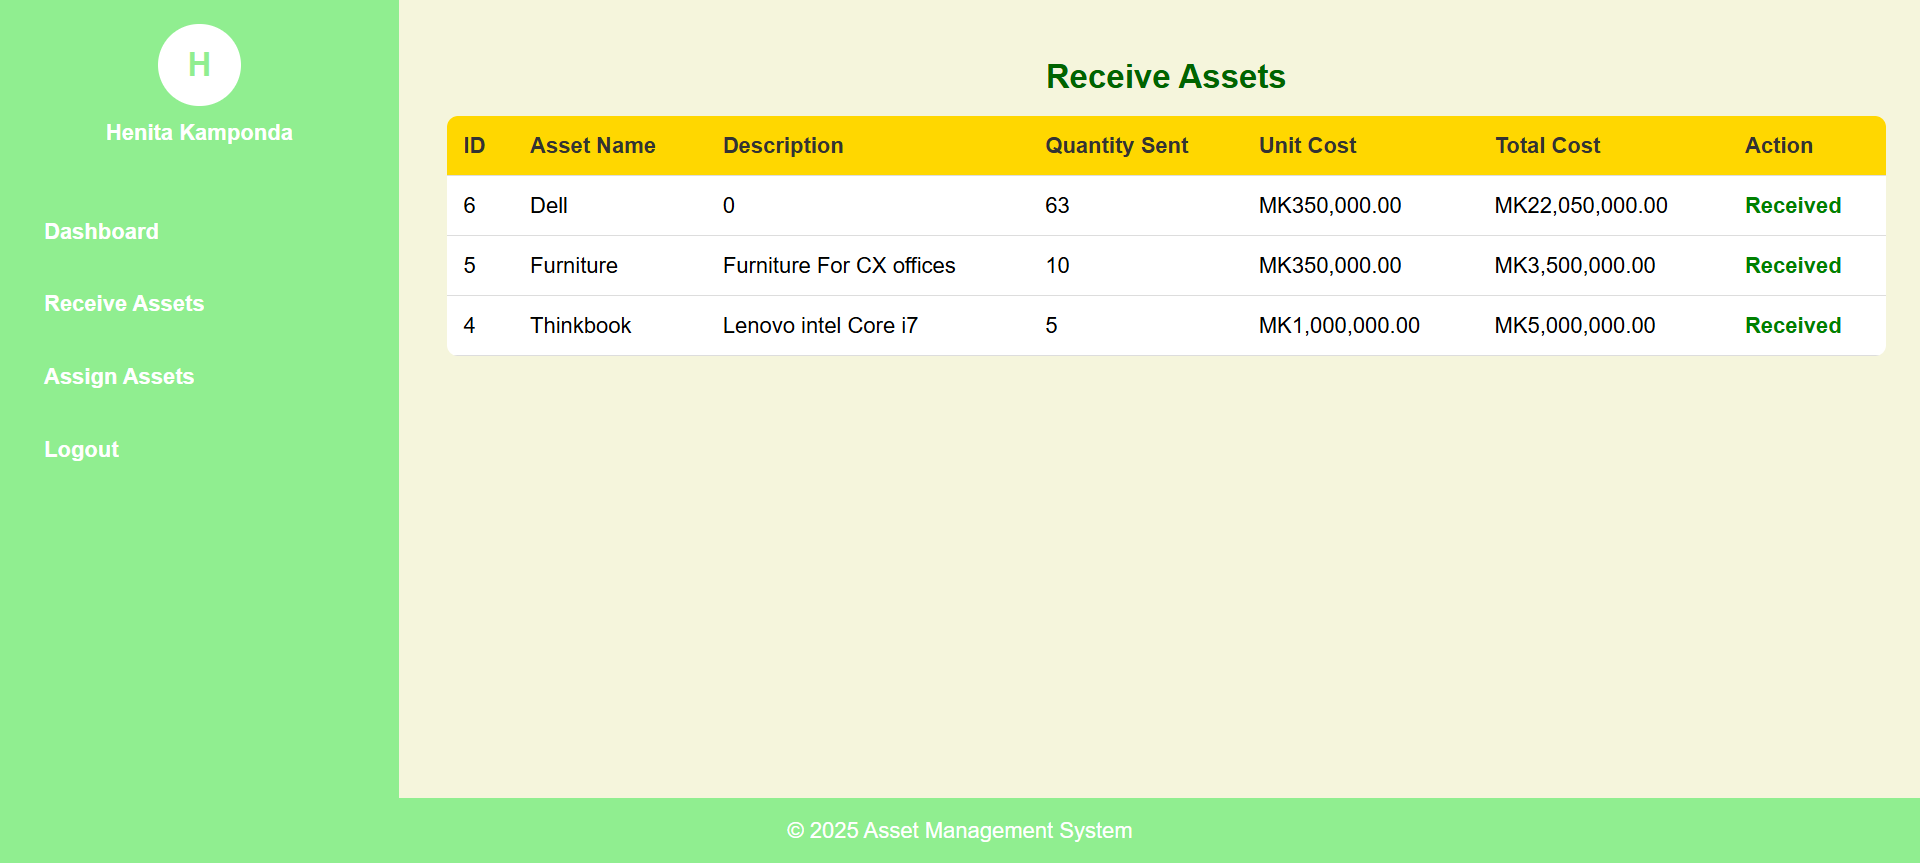 H
Henita Kamponda
Dashboard
Receive Assets
Assign Assets
Logout
Receive Assets
ID Asset Name Description Quantity Sent Unit Cost Total Cost Action
6 Dell 0 63 MK350,000.00 MK22,050,000.00 Received
5 Furniture Furniture For CX offices 10 MK350,000.00 MK3,500,000.00 Received
4 Thinkbook Lenovo intel Core i7 5 MK1,000,000.00 MK5,000,000.00 Received
© 2025 Asset Management System